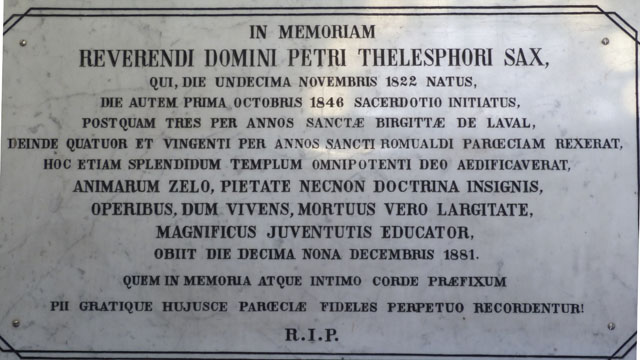 IN MEMORIAM
REVERENDI DOMINI PETRI THELESPHORI SAX,
QUI, DIE UNDECIMA NOVEMBRIS 1822 NATUS,
DIE AUTEM PRIMA OCTOBRIS 1846 SACERDOTIO INITIATUS,
POSTQUAM TRES PER ANNOS SANCTÆ BIRGITTÆ DE LAVAL,
DEINDE QUATUOR ET VINGENTI PER ANNOS SANCTI ROMUALDI PARŒCIAM REXERAT,
HOC ETIAM SPLENDIDUM TEMPLUM OMNIPOTENTI DEO AEDIFICAVERAT,
ANIMARUM ZELO, PIETATE NECNON DOCTRINA INSIGNIS,
OPERIBUS, DUM VIVENS, MORTUUS VERO LARGITATE,
MAGNIFICUS JUVENTUTIS EDUCATOR,
OBIIT DIE DECIMA NONA DECEMBRIS 1881.
QUEM IN MEMORIA ATQUE INTIMO CORDE PRÆFIXUM
PII GRATIQUE HUJUSCE PARŒCIÆ FIDELES PERPETUO RECORDENTUR!
R.I.P.